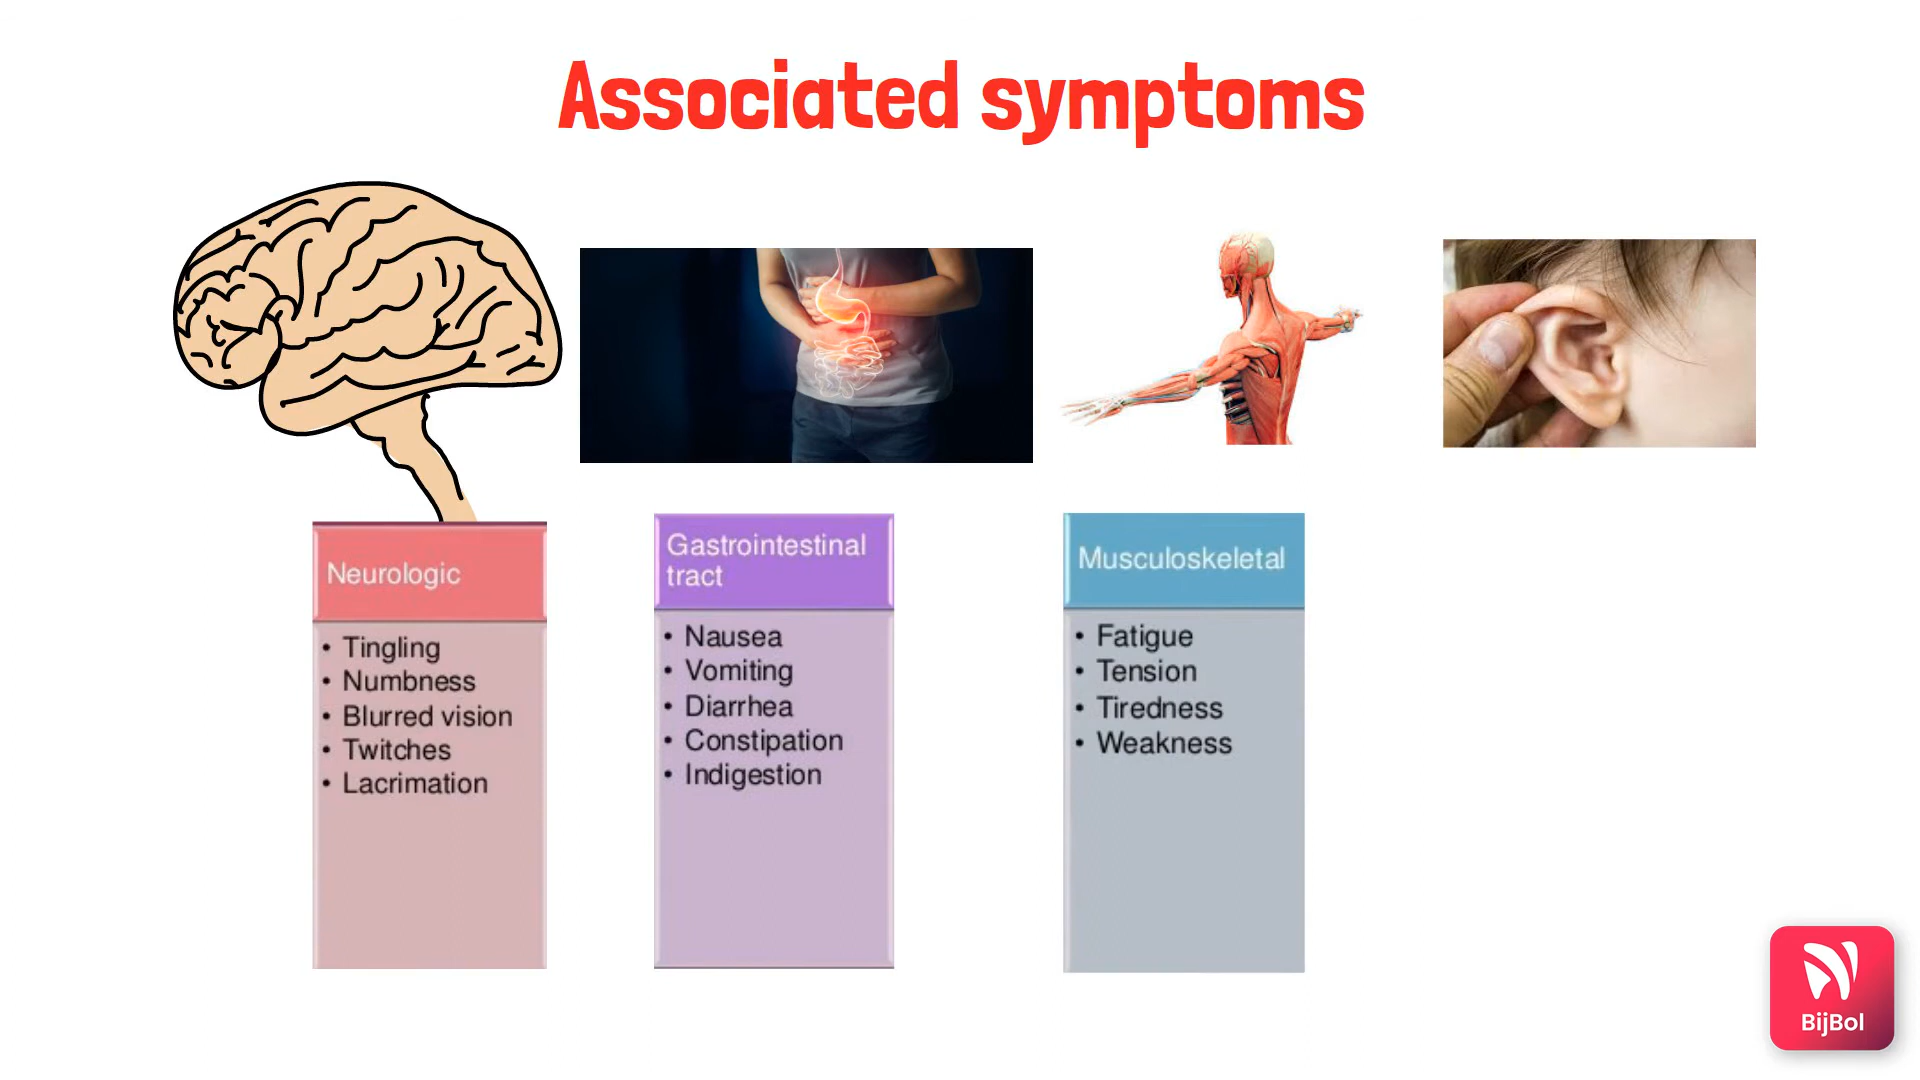 Associated symptoms
Neurologic
• Tingling
• Numbness
• Blurred vision
• Twitches
• Lacrimation
Gastrointestinal
tract
• Nausea
• Vomiting
• Diarrhea
• Constipation
• Indigestion
Musculoskeletal
• Fatigue
• Tension
• Tiredness
• Weakness
BijBol